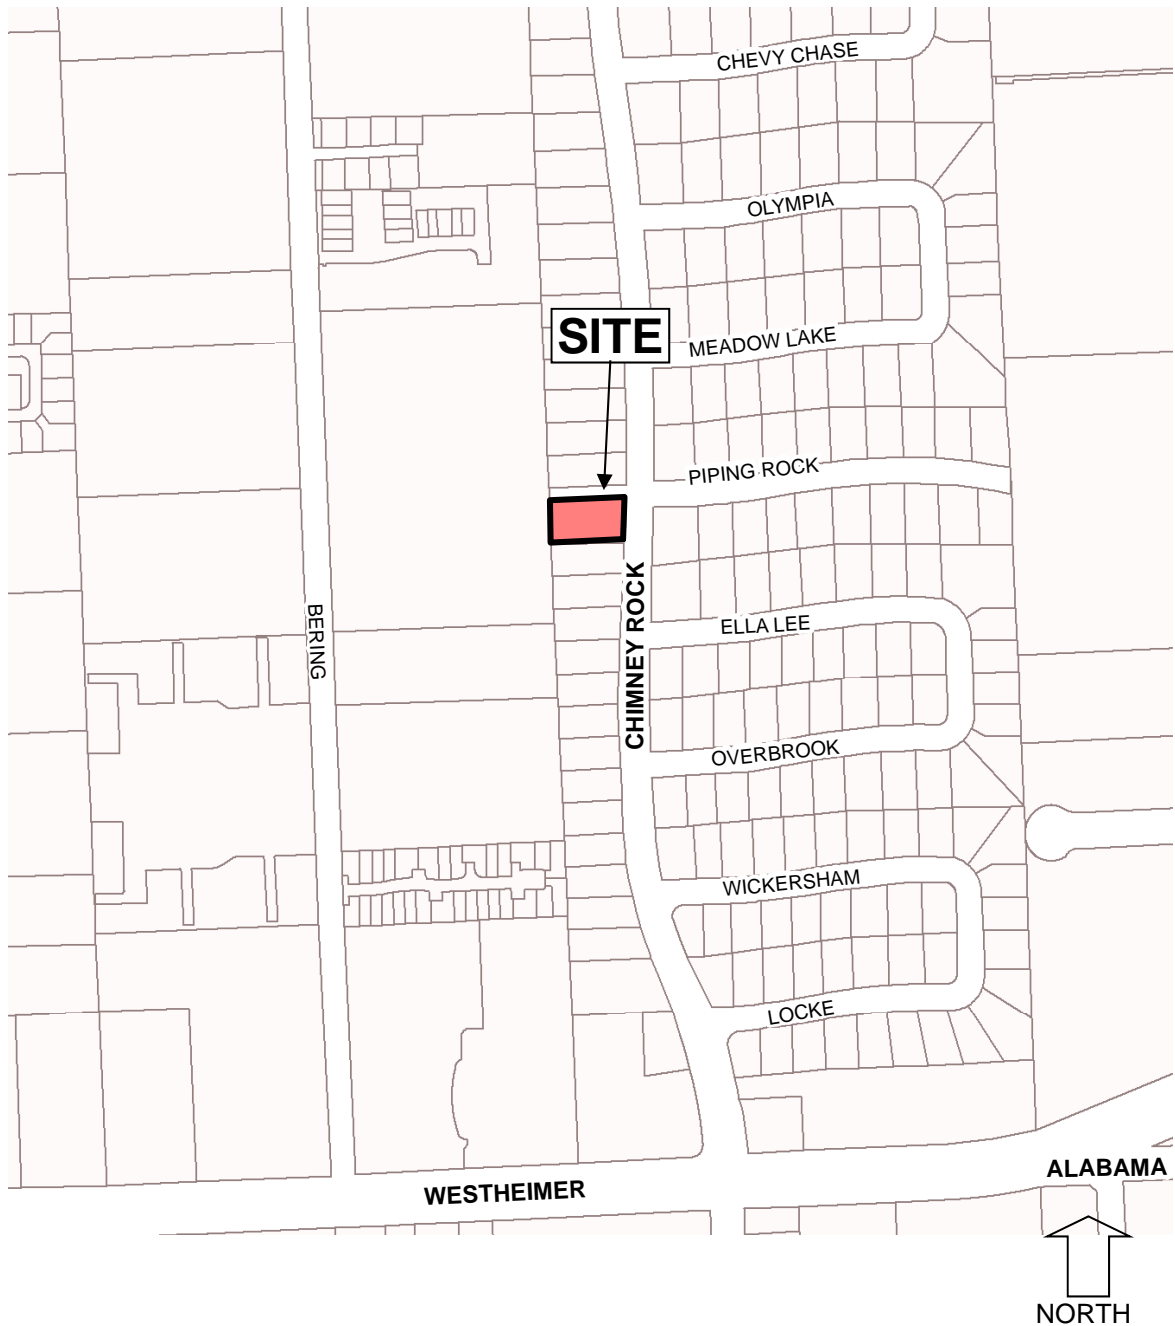 CHEVY CHASE
OLYMPIA
SITE
MEADOW LAKE
PIPING ROCK
CHIMNEY ROCK
BERING
ELLA LEE
OVERBROOK
WICKERSHAM
LOCKE
ALABAMA
WESTHEIMER
NORTH